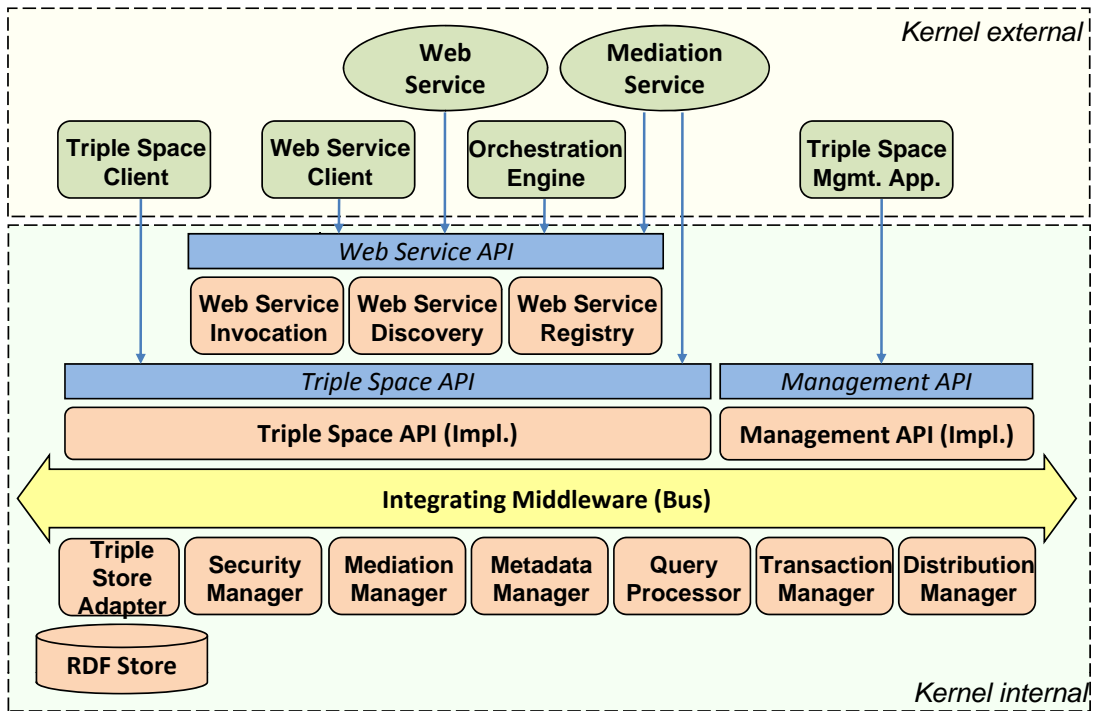 Kernel external
Web
Service
Mediation
Service
Triple Space
Client
Web Service
Client
Orchestration
Engine
Triple Space
Mgmt. App.
Web Service API
Web Service
Invocation
Web Service
Discovery
Web Service
Registry
Triple Space API
Management API
Triple Space API (Impl.)
Management API (Impl.)
Integrating Middleware (Bus)
Triple
Store
Adapter
Security
Manager
Mediation
Manager
Metadata
Manager
Query
Processor
Transaction
Manager
Distribution
Manager
RDF Store
Kernel internal